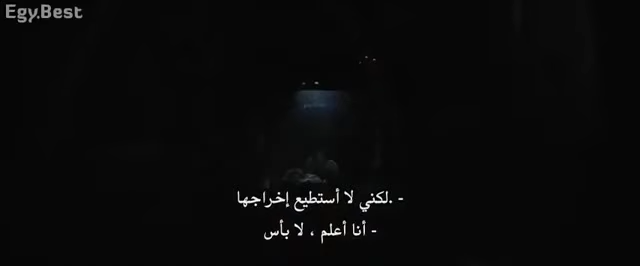 Egy.Best
- .لكني لا أستطيع إخراجها
- أنا أعلم ، لا بأس